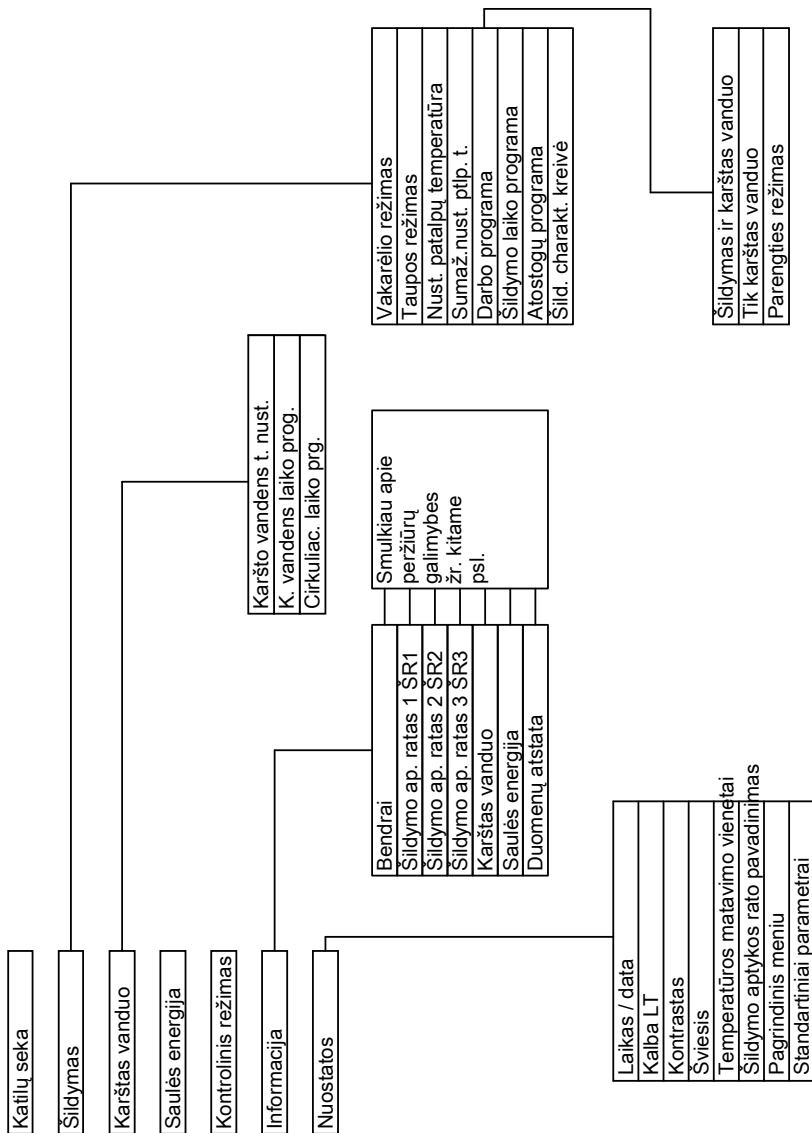 Katilų seka
Šildymas
Karštas vanduo
Saulės energija
Kontrolinis režimas
Informacija
Nuostatos
Vakarėlio režimas
Taupos režimas
Nust. patalpų temperatūra
Sumaž.nust. ptlp. t.
Darbo programa
Šildymo laiko programa
Atostogų programa
Šild. charakt. kreivė
Šildymas ir karštas vanduo
Tik karštas vanduo
Parengties režimas
Karšto vandens t. nust.
K. vandens laiko prog.
Cirkuliac. laiko prg.
Bendrai
Šildymo ap. ratas 1 ŠR1
Šildymo ap. ratas 2 ŠR2
Šildymo ap. ratas 3 ŠR3
Karštas vanduo
Saulės energija
Duomenų atstata
Smulkiau apie
peržiūrų
galimybes
žr. kitame
psl.
Laikas / data
Kalba LT
Kontrastas
Šviesis
Temperatūros matavimo vienetai
Šildymo aptykos rato pavadinimas
Pagrindinis meniu
Standartiniai parametrai